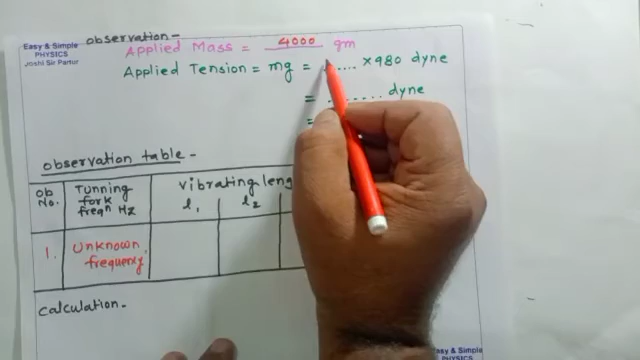 observation-
Easy & Simple
PHYSICS
Joshi Sir Partur
Applied Mass = 4000 gm
Applied Tension = mg = ...... ×980 dyne
= ........ dyne
=
observation table -
Ob No.
Tunning fork freqn Hz
vibrating leng
l₁
l₂
1.
Unknown frequency
calculation-
Easy & Simple
PHYSICS